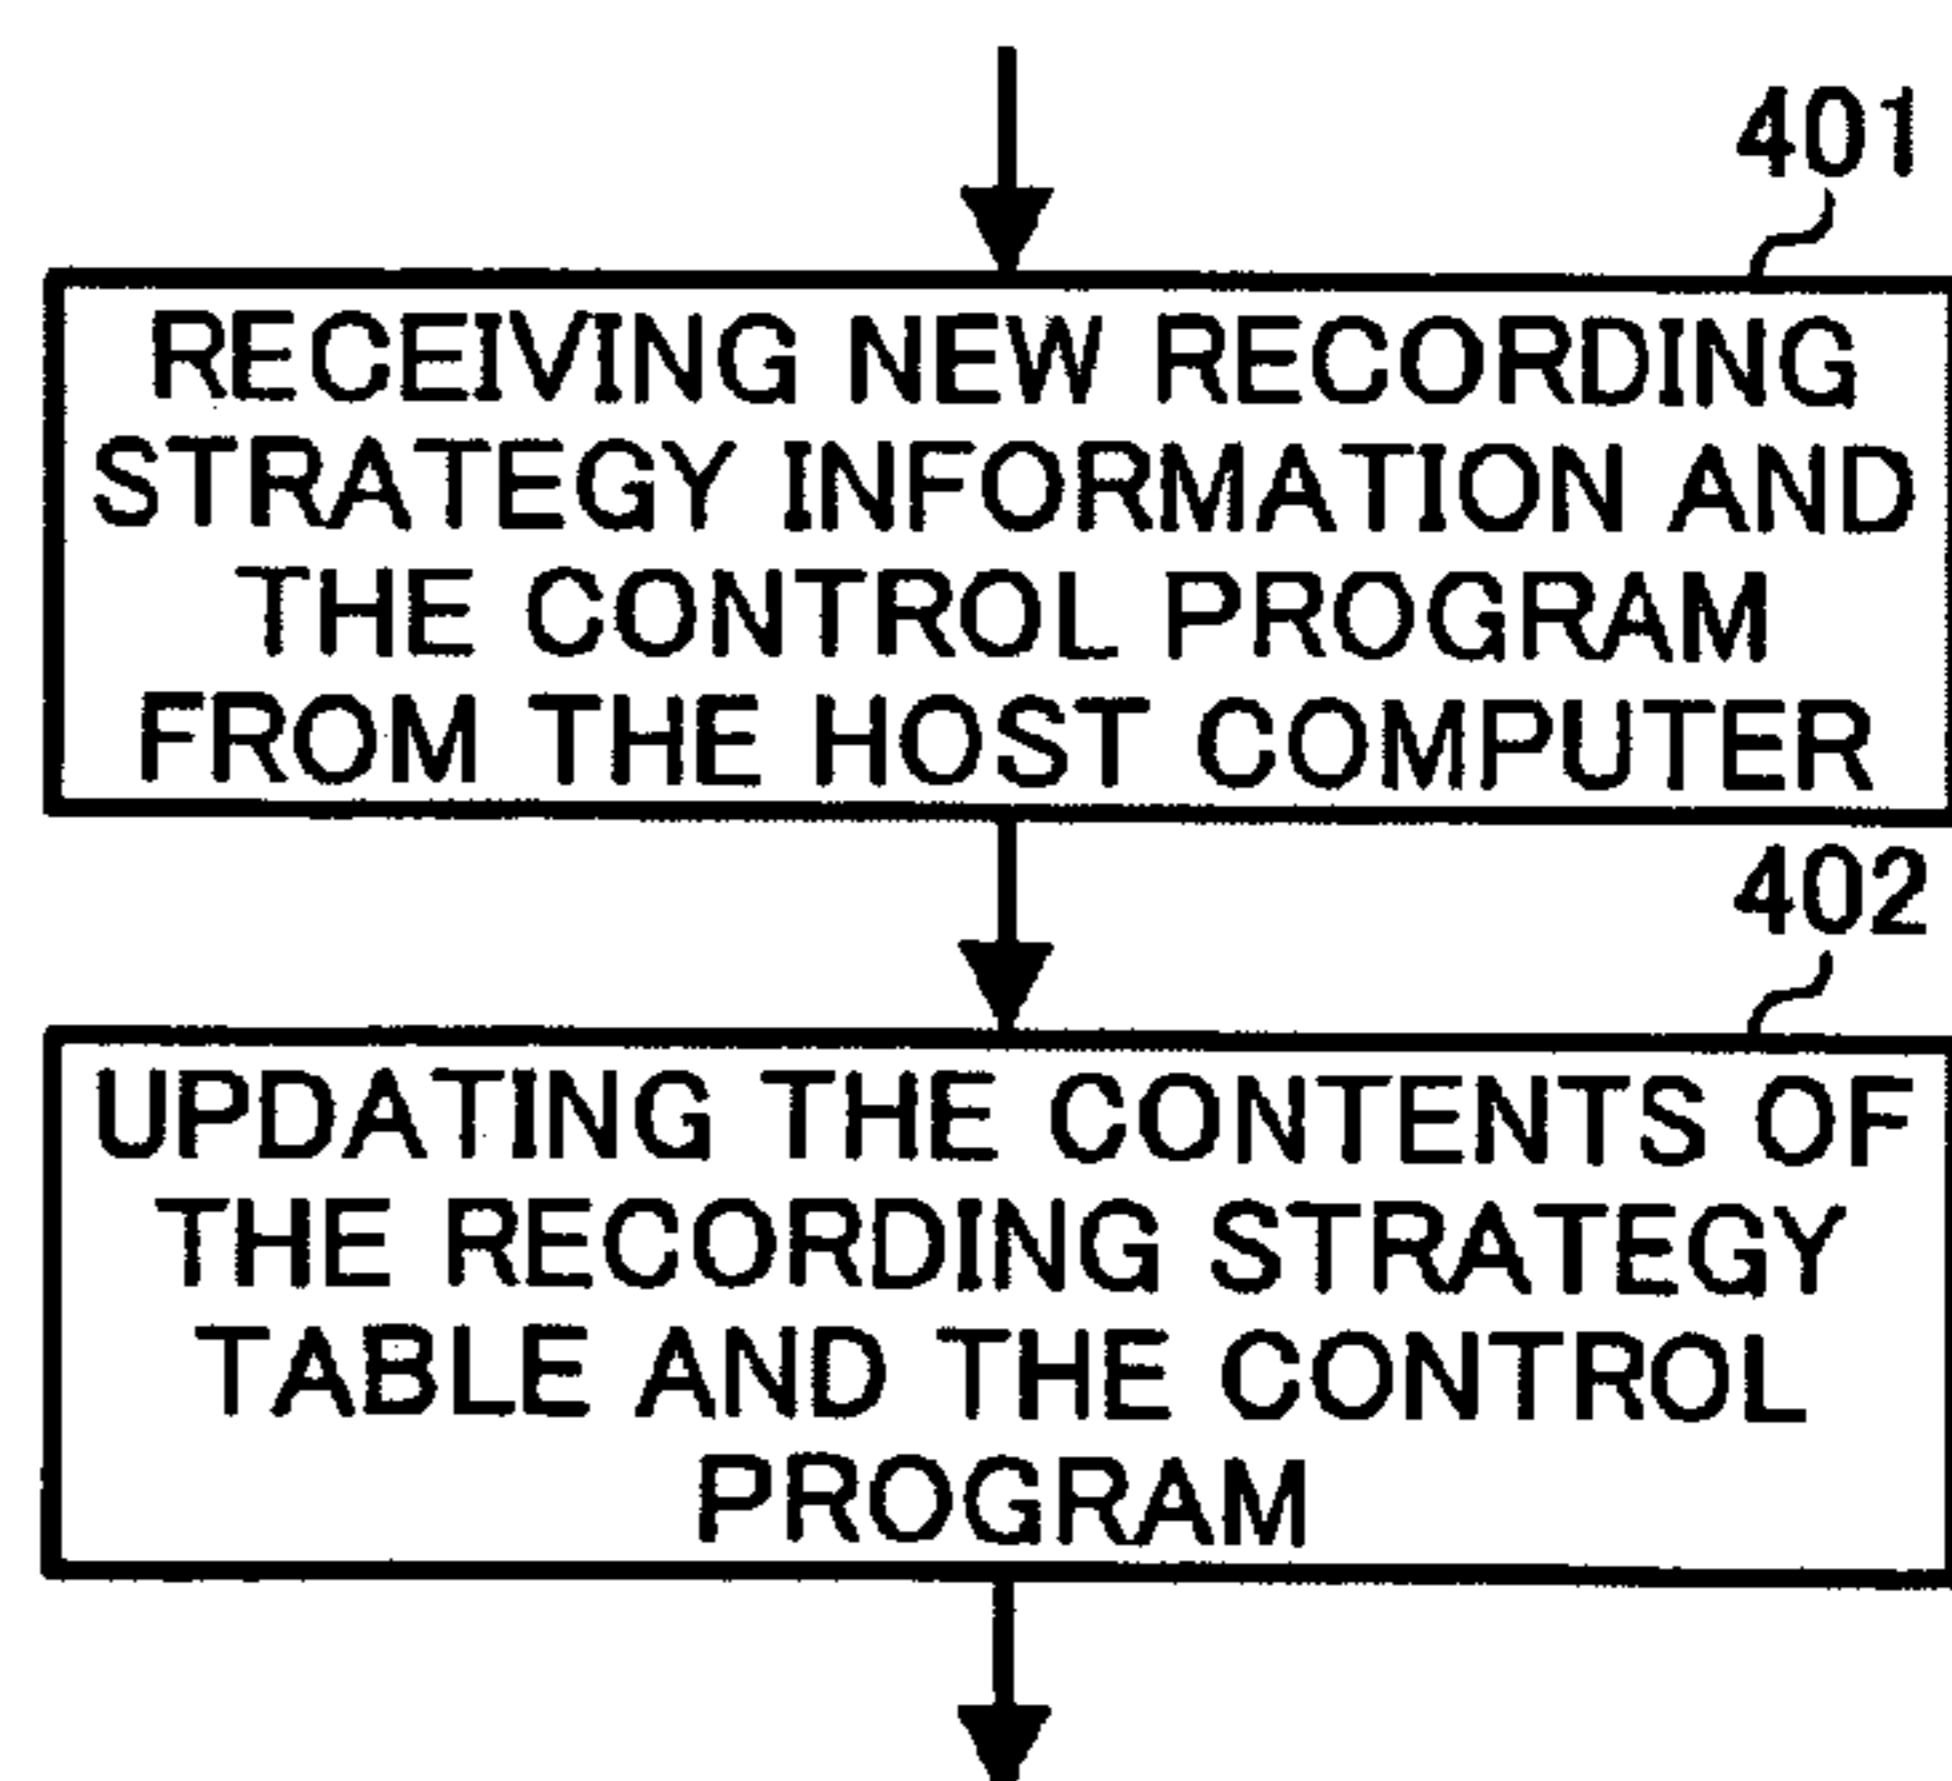 401
RECEIVING NEW RECORDING
STRATEGY INFORMATION AND
THE CONTROL PROGRAM
FROM THE HOST COMPUTER
402
UPDATING THE CONTENTS OF
THE RECORDING STRATEGY
TABLE AND THE CONTROL
PROGRAM